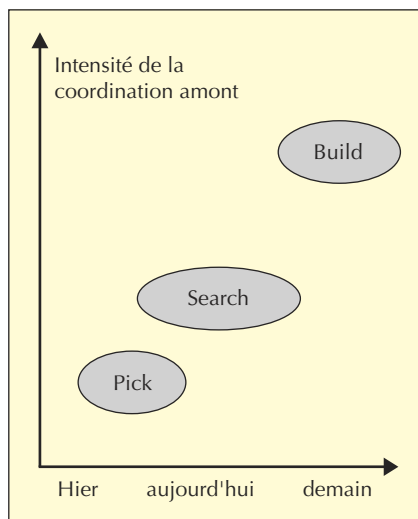 Intensité de la
coordination amont
Build
Search
Pick
Hier aujourd'hui demain